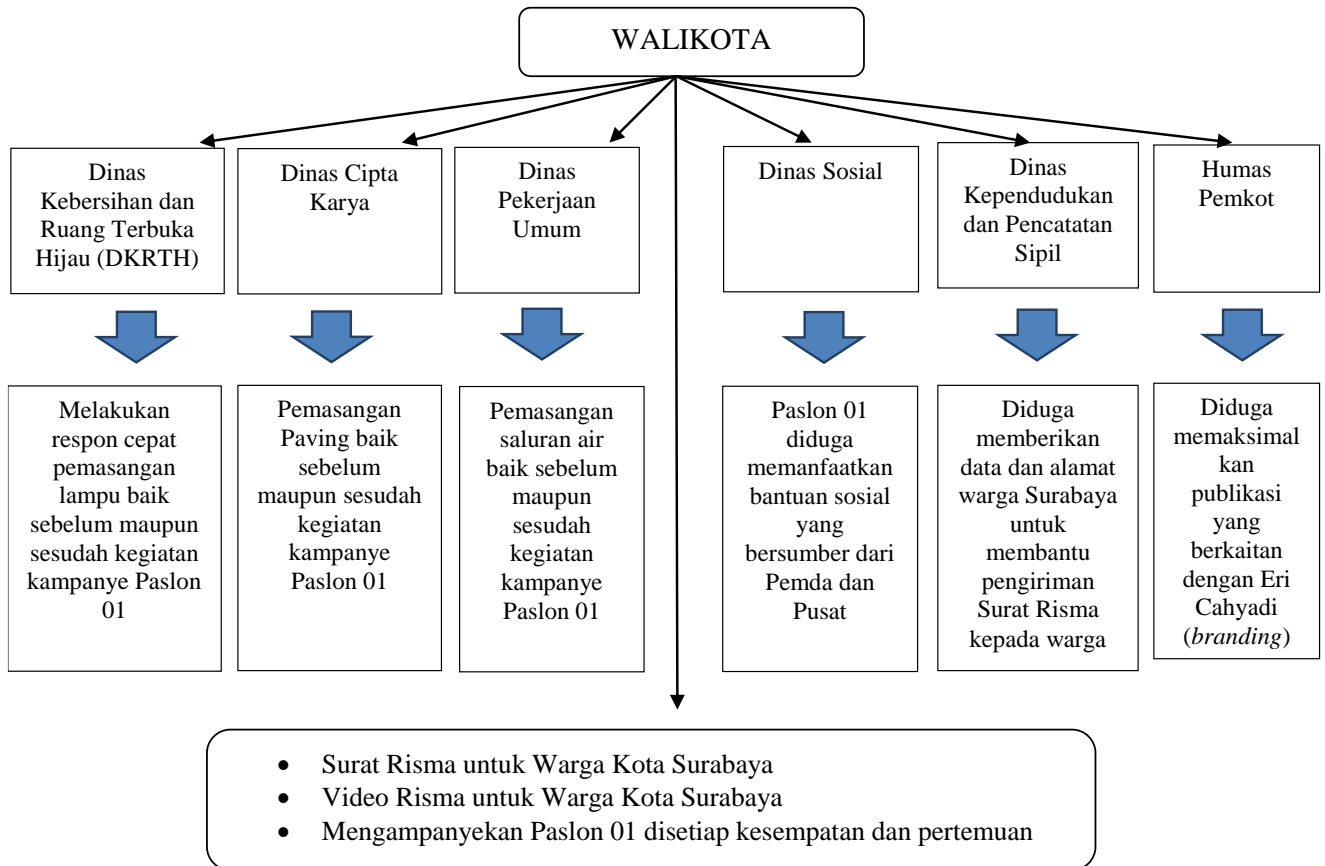 WALIKOTA
Dinas
Kebersihan dan
Ruang Terbuka
Hijau (DKRTH)
Dinas Cipta
Karya
Dinas
Pekerjaan
Umum
Dinas Sosial
Dinas
Kependudukan
dan Pencatatan
Sipil
Humas
Pemkot
Melakukan
respon cepat
pemasangan
lampu baik
sebelum maupun
sesudah kegiatan
kampanye Paslon
01
Pemasangan
Paving baik
sebelum
maupun sesudah
kegiatan
kampanye
Paslon 01
Pemasangan
saluran air
baik sebelum
maupun
sesudah
kegiatan
kampanye
Paslon 01
Paslon 01
diduga
memanfaatkan
bantuan sosial
yang
bersumber dari
Pemda dan
Pusat
Diduga
memberikan
data dan alamat
warga Surabaya
untuk
membantu
pengiriman
Surat Risma
kepada warga
Diduga
memaksimal
kan
publikasi
yang
berkaitan
dengan Eri
Cahyadi
(branding)
• Surat Risma untuk Warga Kota Surabaya
• Video Risma untuk Warga Kota Surabaya
• Mengampanyekan Paslon 01 disetiap kesempatan dan pertemuan